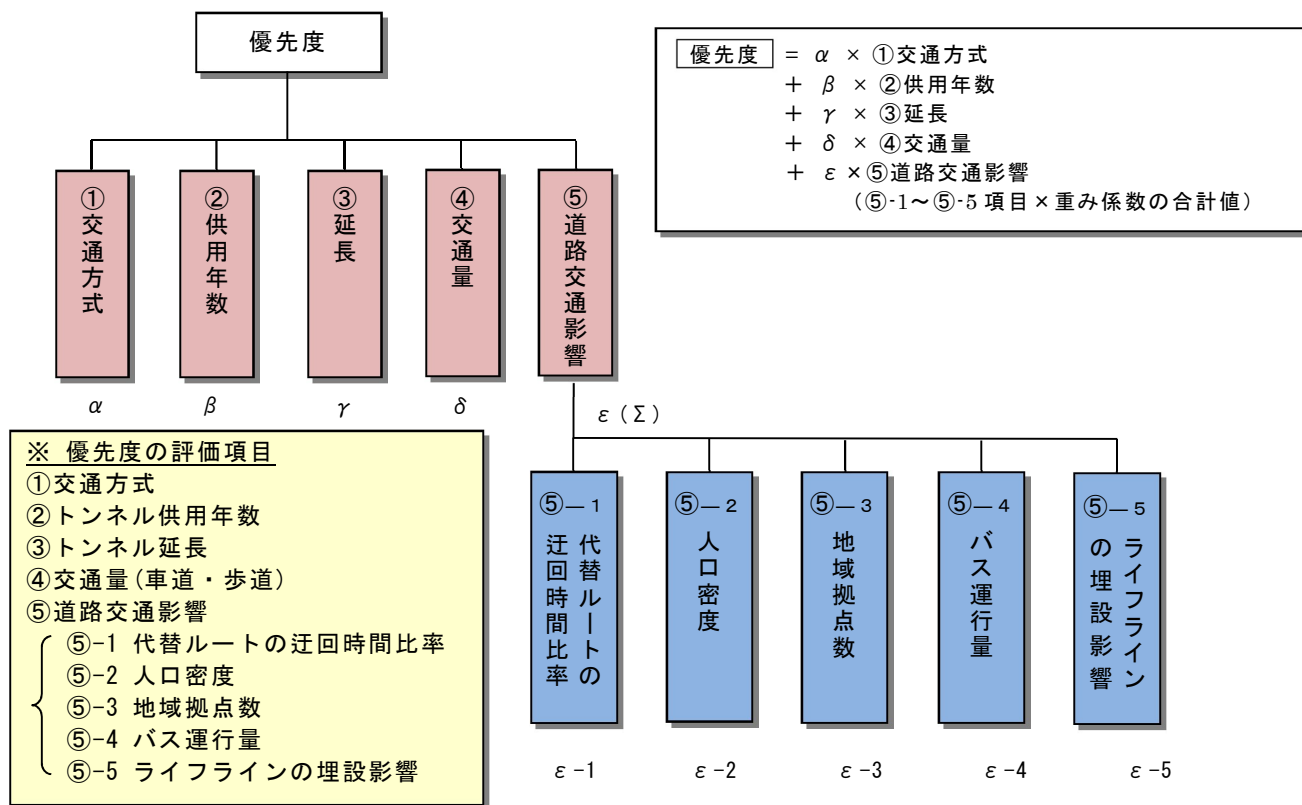 優先度
優先度 = α × ①交通方式
+ β × ②供用年数
+ γ × ③延長
+ δ × ④交通量
+ ε ×⑤道路交通影響
(⑤-1～⑤-5 項目×重み係数の合計値)
①交通方式
②供用年数
③延長
④交通量
⑤道路交通影響
α
β
γ
δ
ε (Σ)
※ 優先度の評価項目
①交通方式
②トンネル供用年数
③トンネル延長
④交通量(車道・歩道)
⑤道路交通影響
⑤-1 代替ルートの迂回時間比率
⑤-2 人口密度
⑤-3 地域拠点数
⑤-4 バス運行量
⑤-5 ライフラインの埋設影響
⑤―1
代替ルートの
迂回時間比率
⑤―2
人口密度
⑤―3
地域拠点数
⑤―4
バス運行量
⑤―5
ライフライン
の埋設影響
ε-1
ε-2
ε-3
ε-4
ε-5